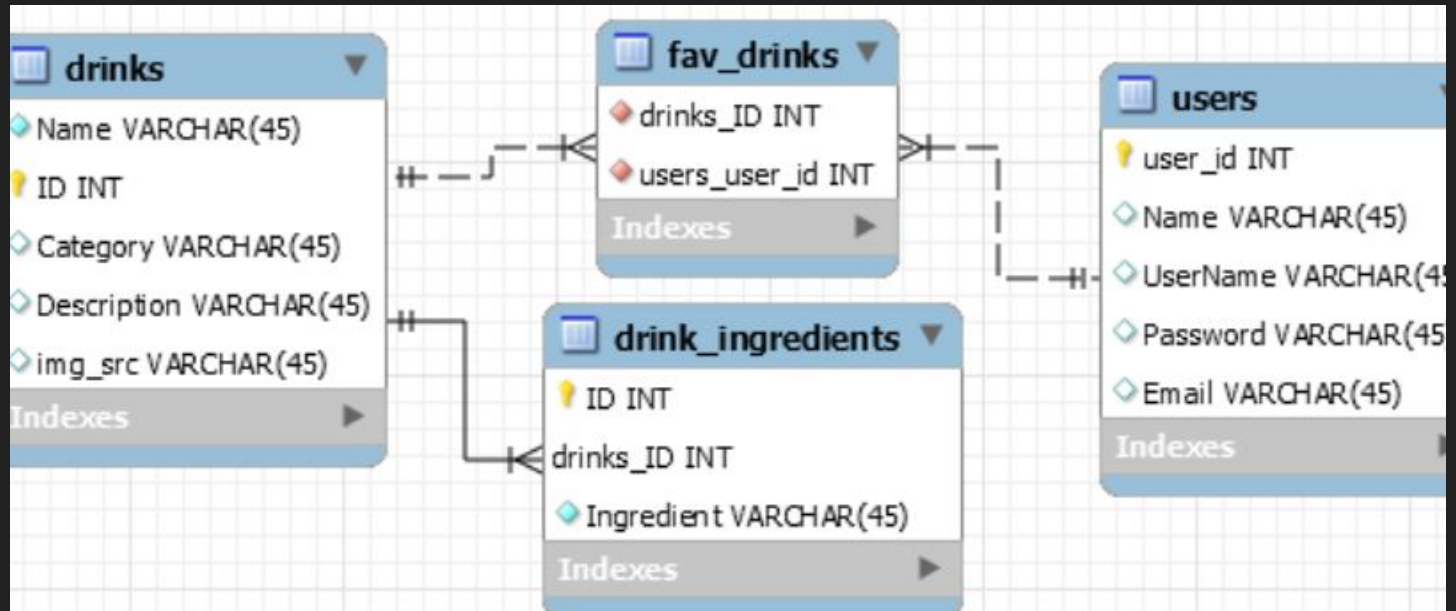 drinks
Name VARCHAR(45)
ID INT
Category VARCHAR(45)
Description VARCHAR(45)
img_src VARCHAR(45)
Indexes
fav_drinks
drinks_ID INT
users_user_id INT
Indexes
drink_ingredients
ID INT
drinks_ID INT
Ingredient VARCHAR(45)
Indexes
users
user_id INT
Name VARCHAR(45)
UserName VARCHAR(45
Password VARCHAR(45
Email VARCHAR(45)
Indexes